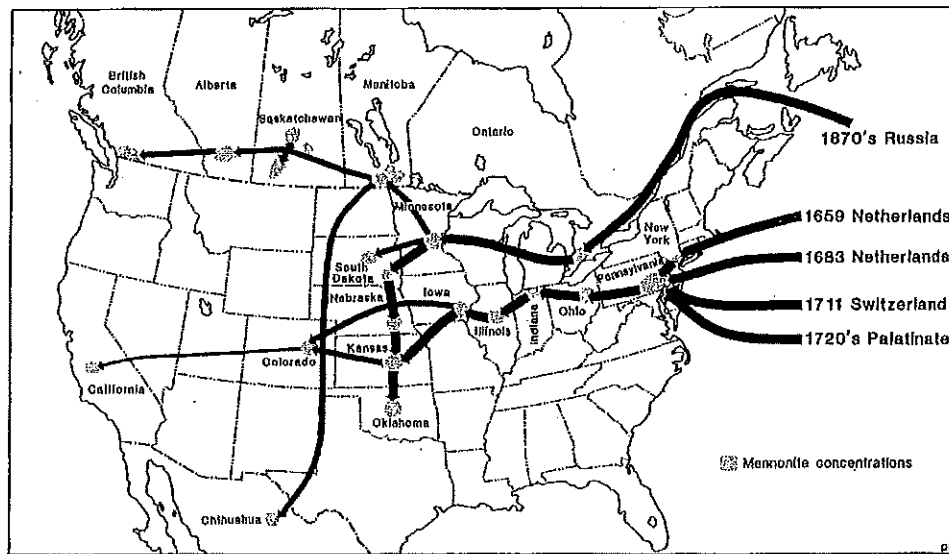 British
Columbia
Alberta
Manitoba
Saskatchewan
Ontario
1870's Russia
Minnesota
New
York
1659 Netherlands
Pennsylvania
1683 Netherlands
South
Dakota
Iowa
Nebraska
Illinois
Indiana
Ohio
1711 Switzerland
1720's Palatinate
Colorado
Kansas
California
Oklahoma
Mennonite concentrations
Chihuahua